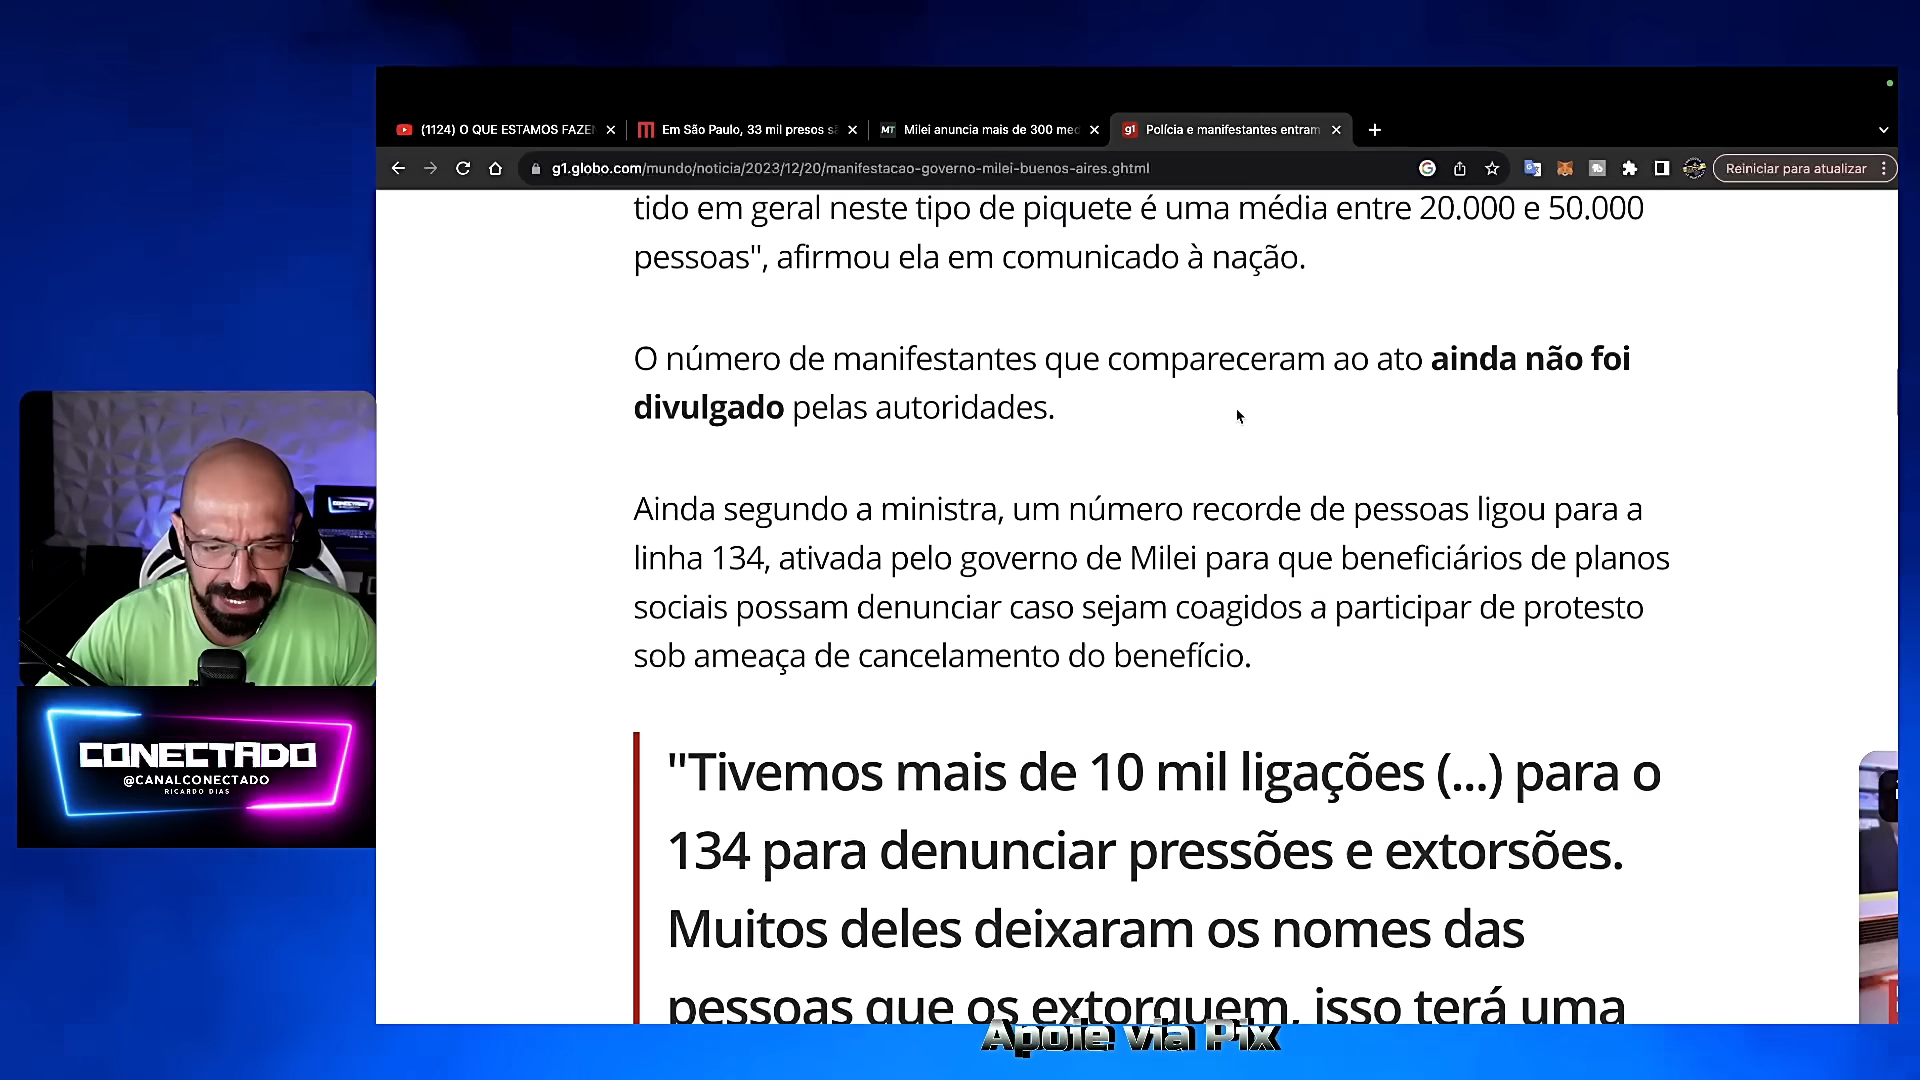 (1124) O QUE ESTAMOS FAZE
Em São Paulo, 33 mil presos s
MT Milei anuncia mais de 300 med
g1 Polícia e manifestantes entram
g1.globo.com/mundo/noticia/2023/12/20/manifestacao-governo-milei-buenos-aires.ghtml
Reiniciar para atualizar
tido em geral neste tipo de piquete é uma média entre 20.000 e 50.000
pessoas", afirmou ela em comunicado à nação.
O número de manifestantes que compareceram ao ato ainda não foi
divulgado pelas autoridades.
Ainda segundo a ministra, um número recorde de pessoas ligou para a
linha 134, ativada pelo governo de Milei para que beneficiários de planos
sociais possam denunciar caso sejam coagidos a participar de protesto
sob ameaça de cancelamento do benefício.
"Tivemos mais de 10 mil ligações (...) para o
134 para denunciar pressões e extorsões.
Muitos deles deixaram os nomes das
pessoas que os extorquem, isso terá uma
CONECTADO
@CANALCONECTADO
RICARDO DIAS
Apoie via Pix